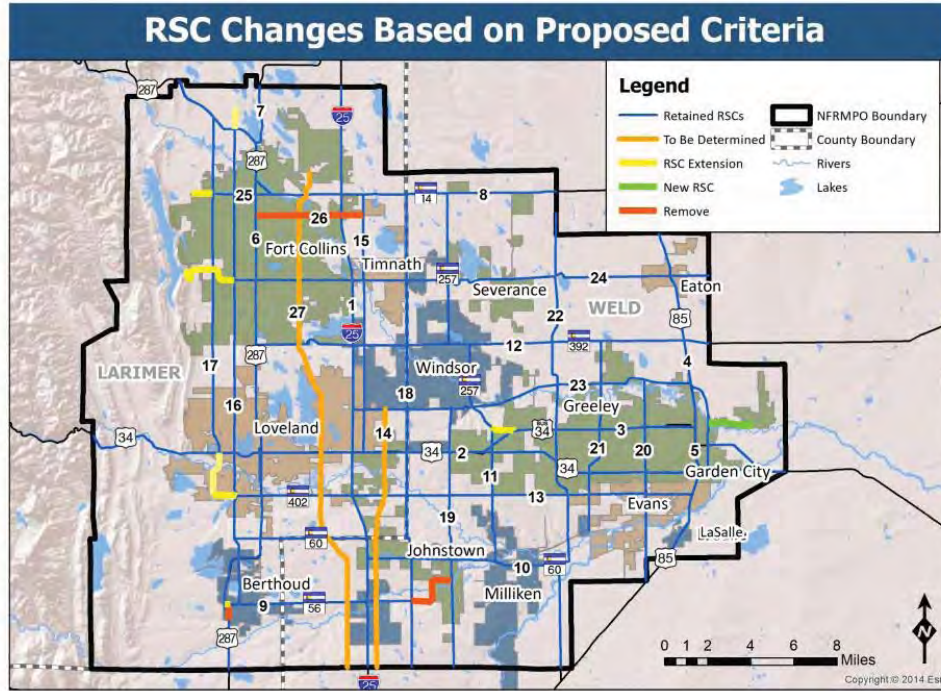 RSC Changes Based on Proposed Criteria
Legend
Retained RSCs
To Be Determined
RSC Extension
New RSC
Remove
NFRMPO Boundary
County Boundary
Rivers
Lakes
287
7
25
287
25
14
8
26
6
Fort Collins
15
Timnath
257
24
Severance
Eaton
WELD
27
1
25
22
85
287
12
392
4
LARIMER
17
Windsor
18
257
23
16
Greeley
34
Loveland
14
34
3
34
2
21
20
5
34
Garden City
11
402
13
Evans
19
60
LaSalle
Johnstown
10
60
85
Berthoud
Milliken
9
56
287
25
N
0 2 4 6 8
Miles
Copyright © 2014 Es